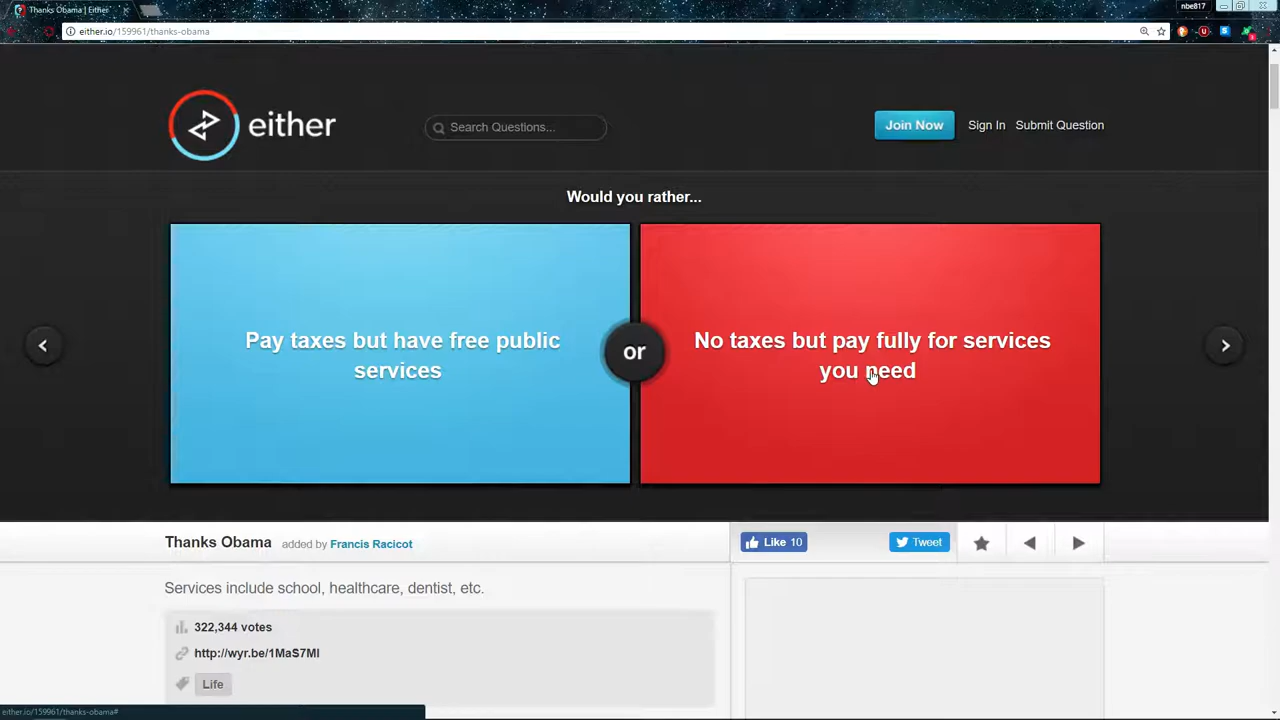 Thanks Obama | Either
nbe817
either.io/159961/thanks-obama
either
Search Questions...
Join Now
Sign In
Submit Question
Would you rather...
Pay taxes but have free public
services
or
No taxes but pay fully for services
you need
Thanks Obama
added by Francis Racicot
Like 10
Tweet
Services include school, healthcare, dentist, etc.
322,344 votes
http://wyr.be/1MaS7Ml
Life
either.io/159961/thanks-obama#